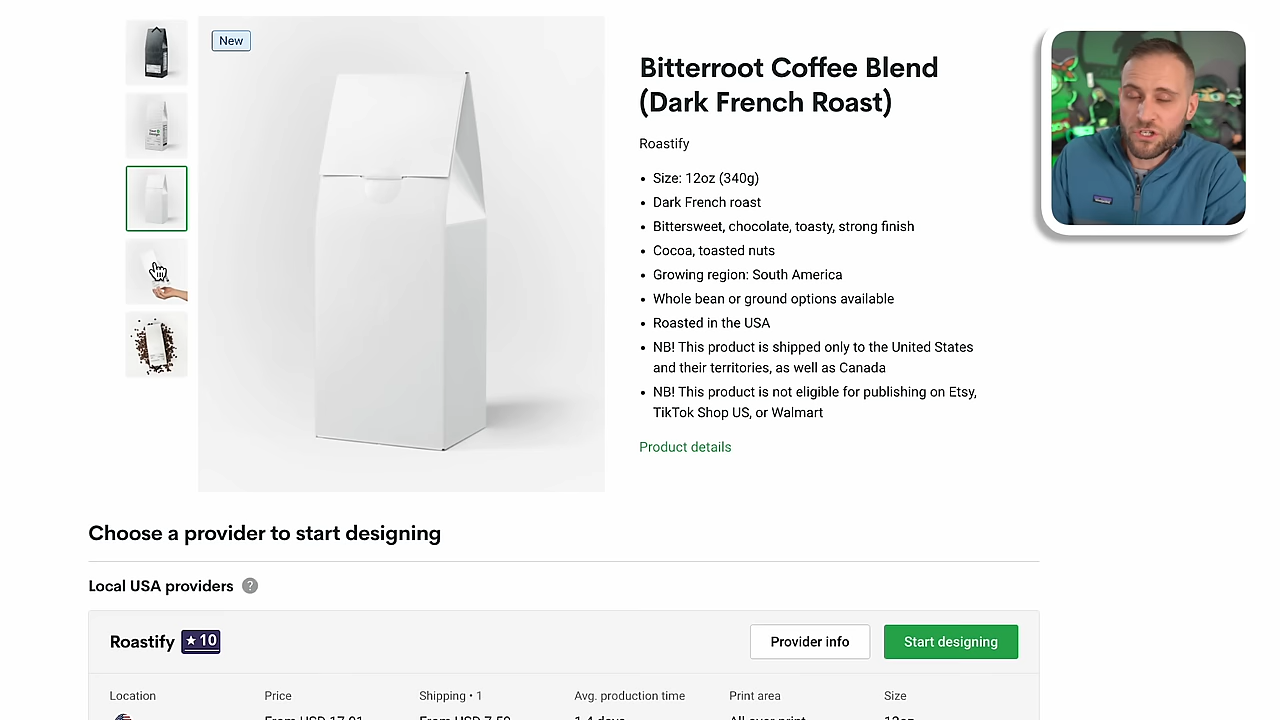 New
Bitterroot Coffee Blend
(Dark French Roast)
Roastify
• Size: 12oz (340g)
• Dark French roast
• Bittersweet, chocolate, toasty, strong finish
• Cocoa, toasted nuts
• Growing region: South America
• Whole bean or ground options available
• Roasted in the USA
• NB! This product is shipped only to the United States
and their territories, as well as Canada
• NB! This product is not eligible for publishing on Etsy,
TikTok Shop US, or Walmart
Product details
Choose a provider to start designing
Local USA providers ?
Roastify ★ 10
Provider info
Start designing
Location Price Shipping • 1 Avg. production time Print area Size
From USD 17.01 From USD 7.59 1-4 days All over print 12oz